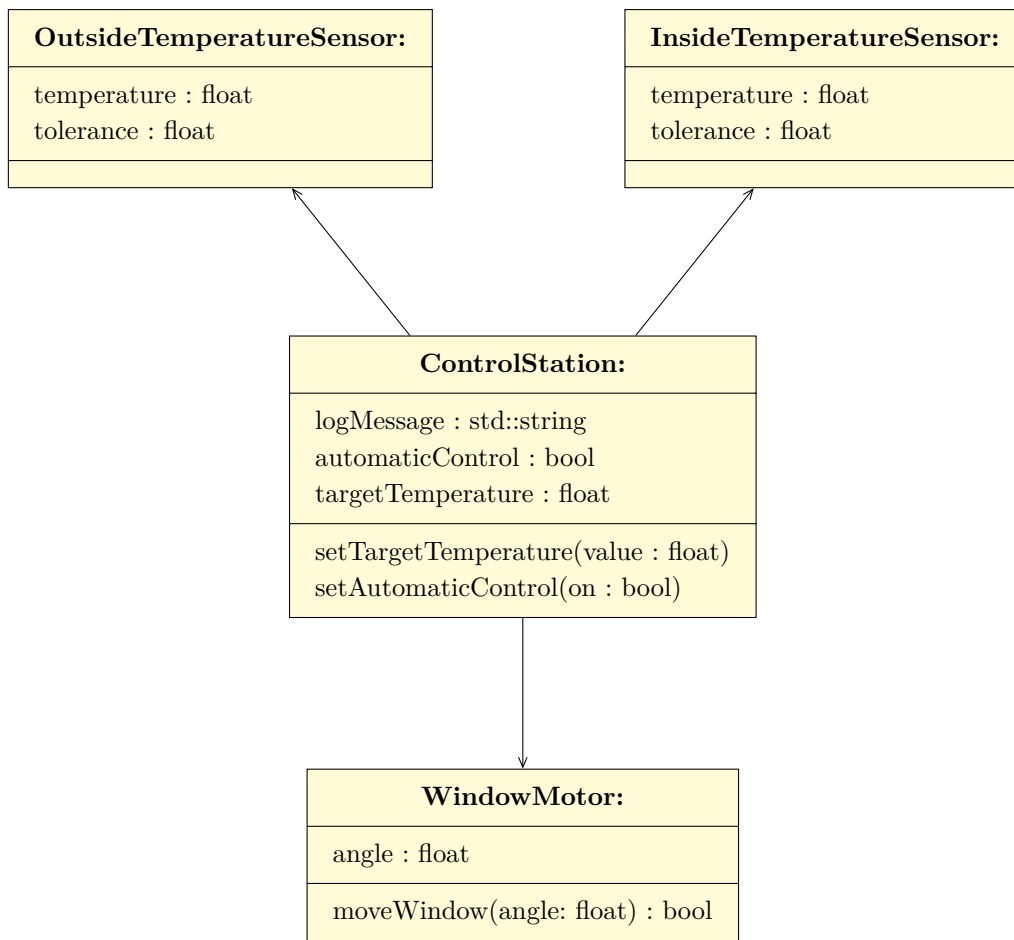 OutsideTemperatureSensor:
temperature : float
tolerance : float
InsideTemperatureSensor:
temperature : float
tolerance : float
ControlStation:
logMessage : std::string
automaticControl : bool
targetTemperature : float
setTargetTemperature(value : float)
setAutomaticControl(on : bool)
WindowMotor:
angle : float
moveWindow(angle: float) : bool